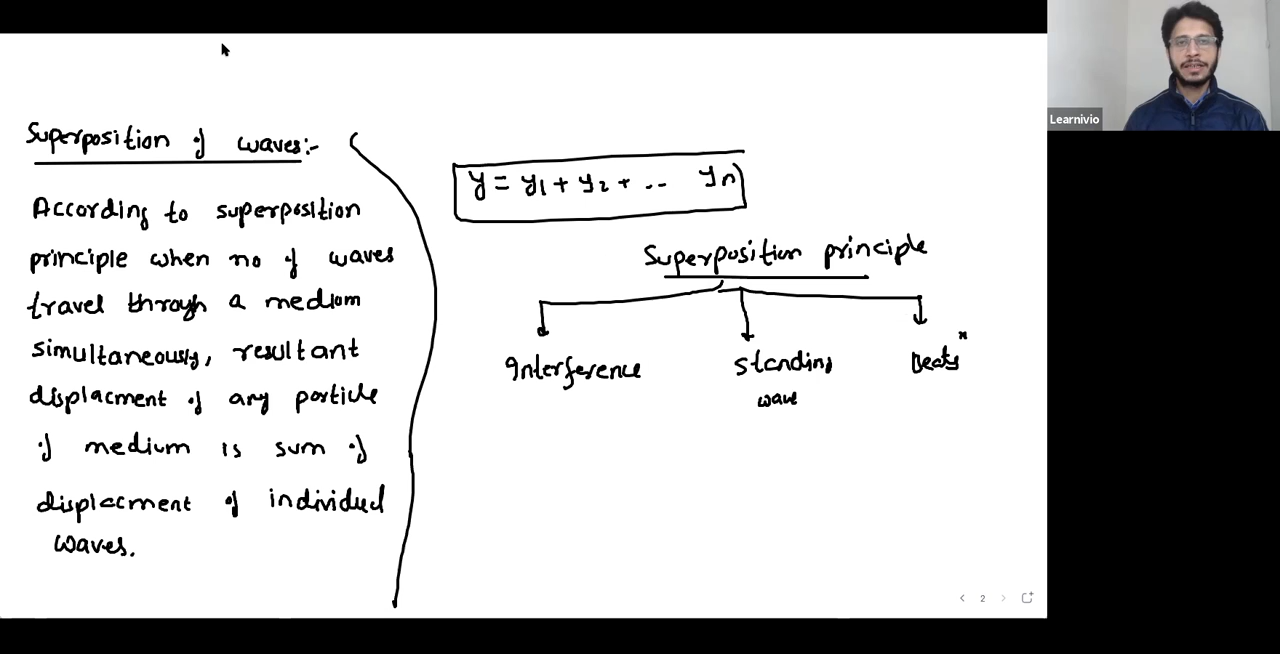 Superposition of waves:-
According to superposition
principle when no of waves
travel through a medium
simultaneously, resultant
displacment of any particle
of medium is sum of
displacment of individual
waves.
y = y1 + y2 + .. yn
Superposition principle
Interference
Standing
wave
Beats
Learnivio
2